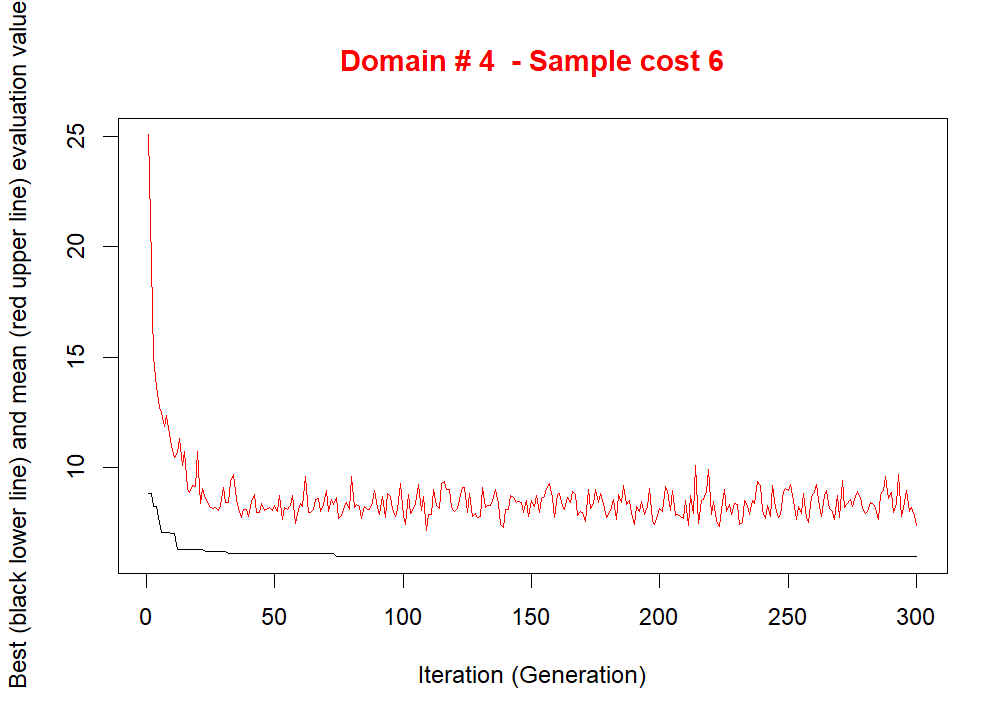 Domain # 4  - Sample cost 6
Best (black lower line) and mean (red upper line) evaluation value
25
20
15
10
0 50 100 150 200 250 300
Iteration (Generation)